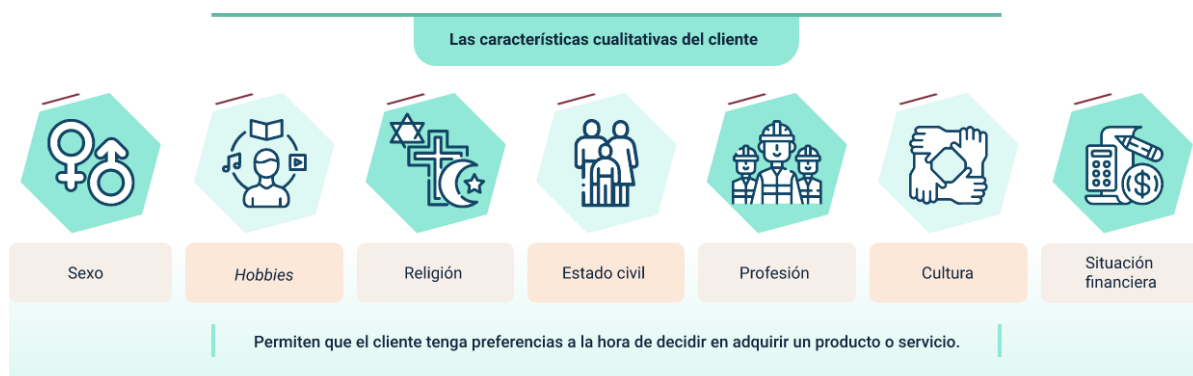 Las características cualitativas del cliente
Sexo
Hobbies
Religión
Estado civil
Profesión
Cultura
Situación
financiera
Permiten que el cliente tenga preferencias a la hora de decidir en adquirir un producto o servicio.